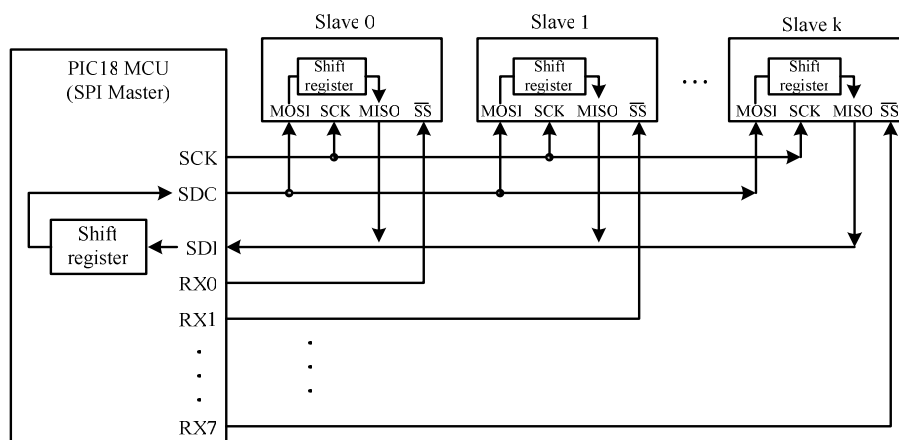 Slave 0
Slave 1
Slave k
PIC18 MCU
(SPI Master)
Shift
register
Shift
register
Shift
register
MOSI SCK MISO SS
MOSI SCK MISO SS
MOSI SCK MISO SS
...
SCK
SDC
Shift
register
SDI
RX0
RX1
RX7